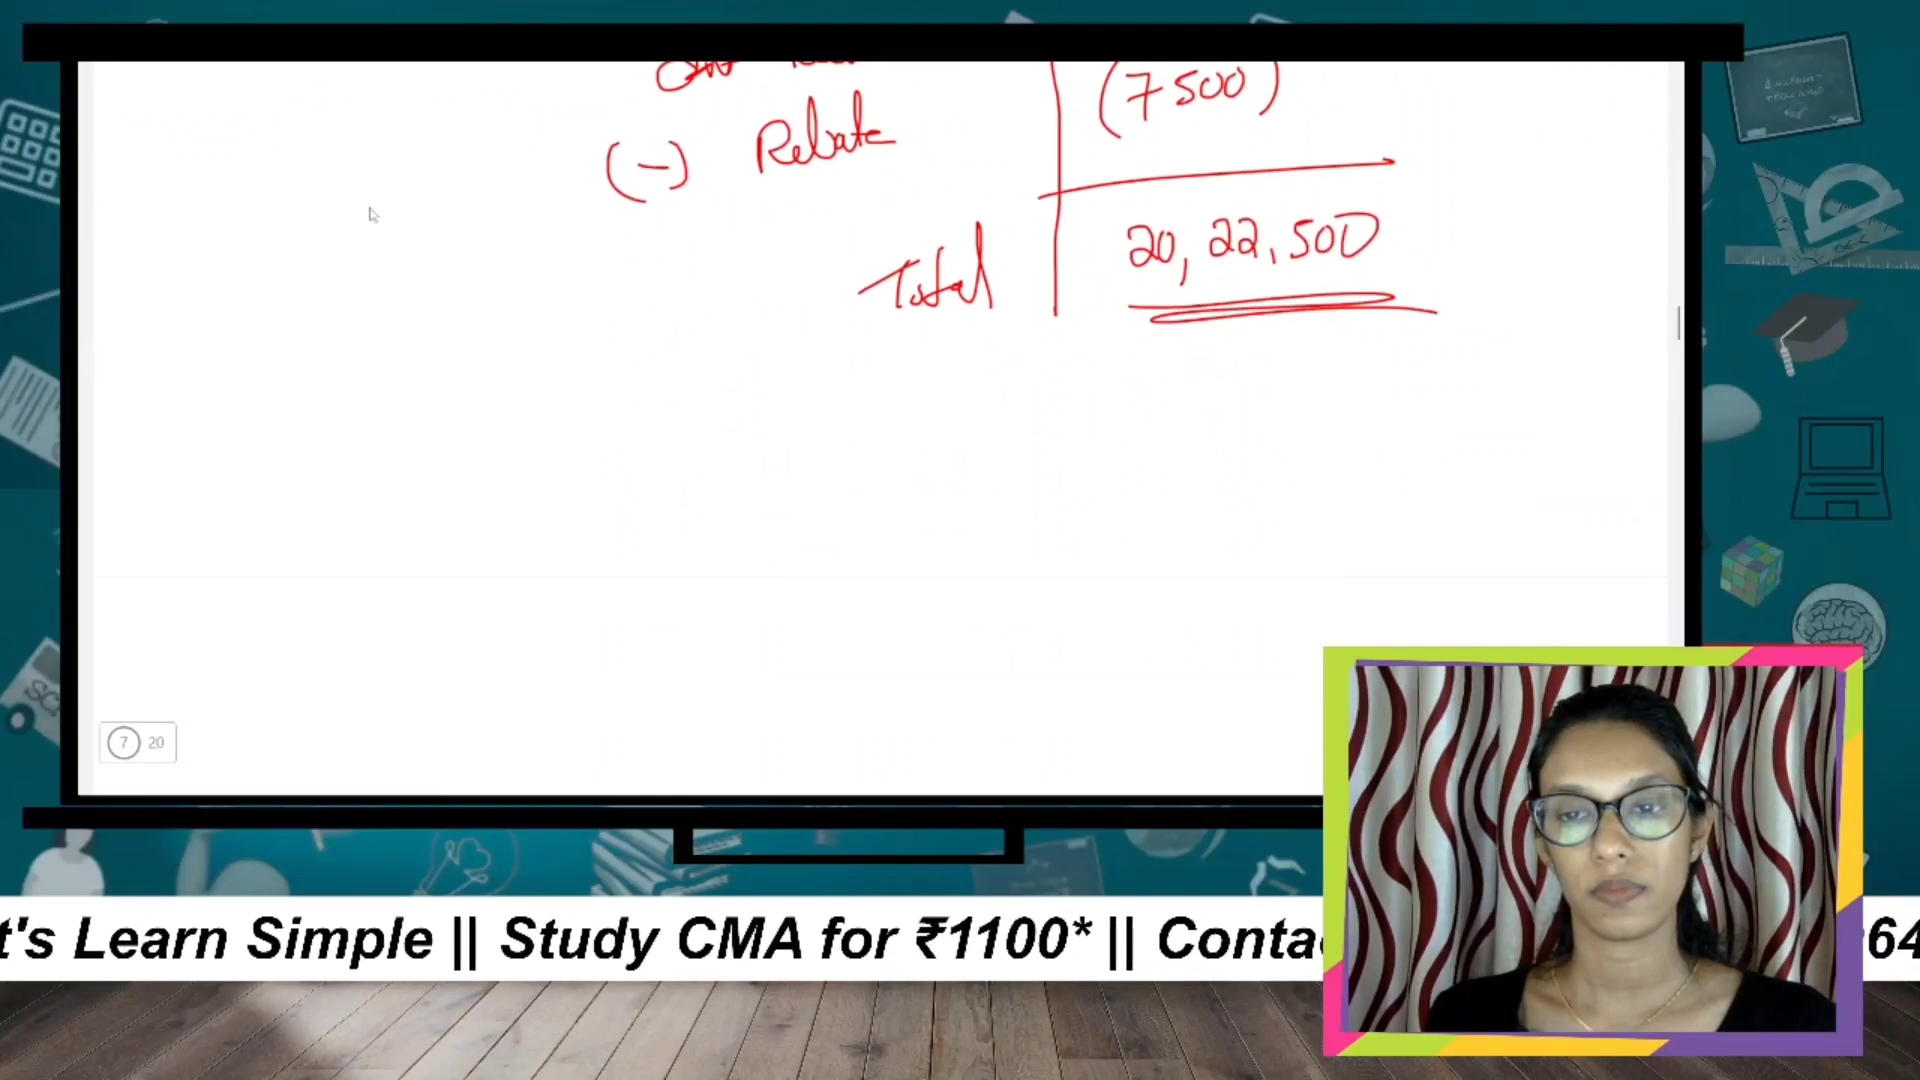 (7500)
(-) Rebate
Total 20,22,500
7 20
t's Learn Simple || Study CMA for ₹1100* || Conta
64